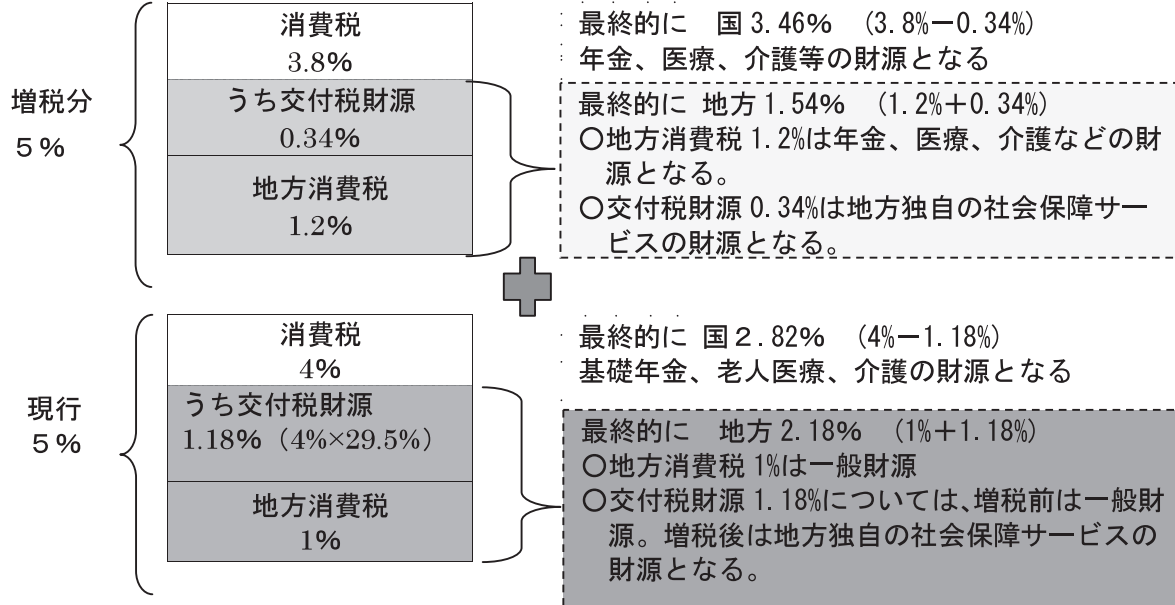 増税分
5%
消費税
3.8%
うち交付税財源
0.34%
地方消費税
1.2%
最終的に 国3.46% (3.8%−0.34%)
年金、医療、介護等の財源となる
最終的に 地方1.54% (1.2%+0.34%)
○地方消費税1.2%は年金、医療、介護などの財
源となる。
○交付税財源0.34%は地方独自の社会保障サー
ビスの財源となる。
現行
5%
消費税
4%
うち交付税財源
1.18%(4%×29.5%)
地方消費税
1%
最終的に 国2.82% (4%−1.18%)
基礎年金、老人医療、介護の財源となる
最終的に 地方2.18% (1%+1.18%)
○地方消費税1%は一般財源
○交付税財源1.18%については、増税前は一般財
源。増税後は地方独自の社会保障サービスの
財源となる。